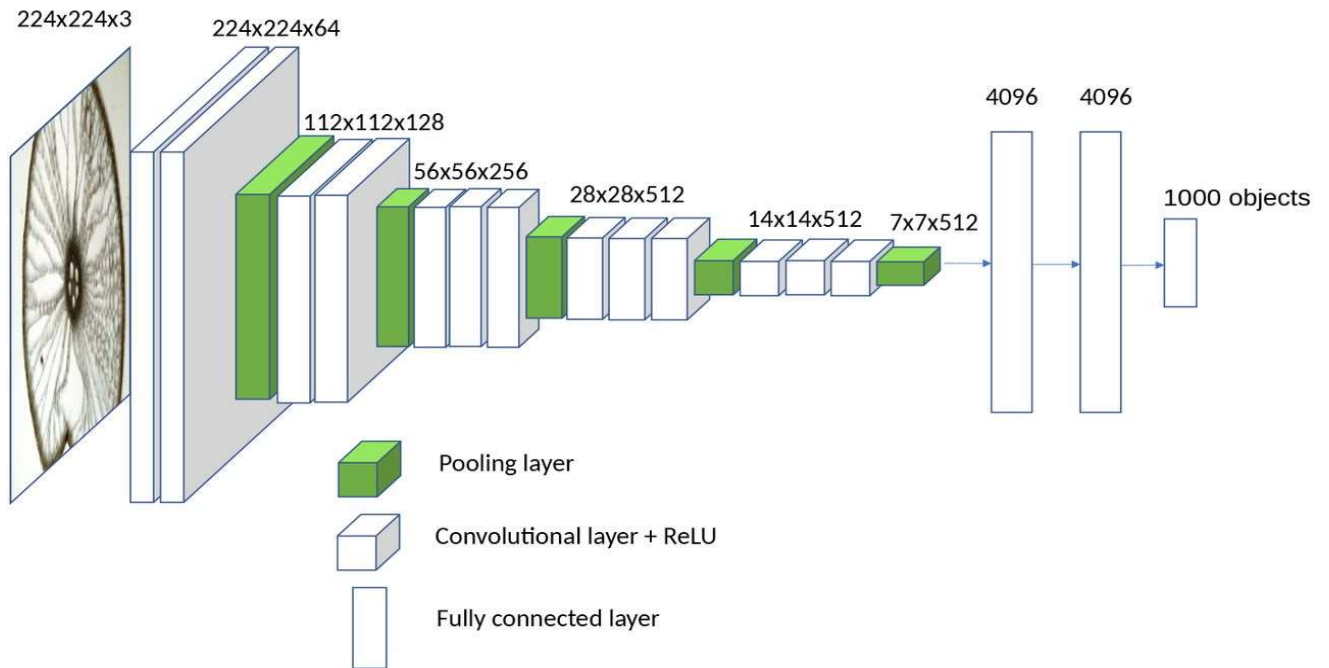 224x224x3
224x224x64
112x112x128
56x56x256
28x28x512
14x14x512
7x7x512
4096
4096
1000 objects
Pooling layer
Convolutional layer + ReLU
Fully connected layer